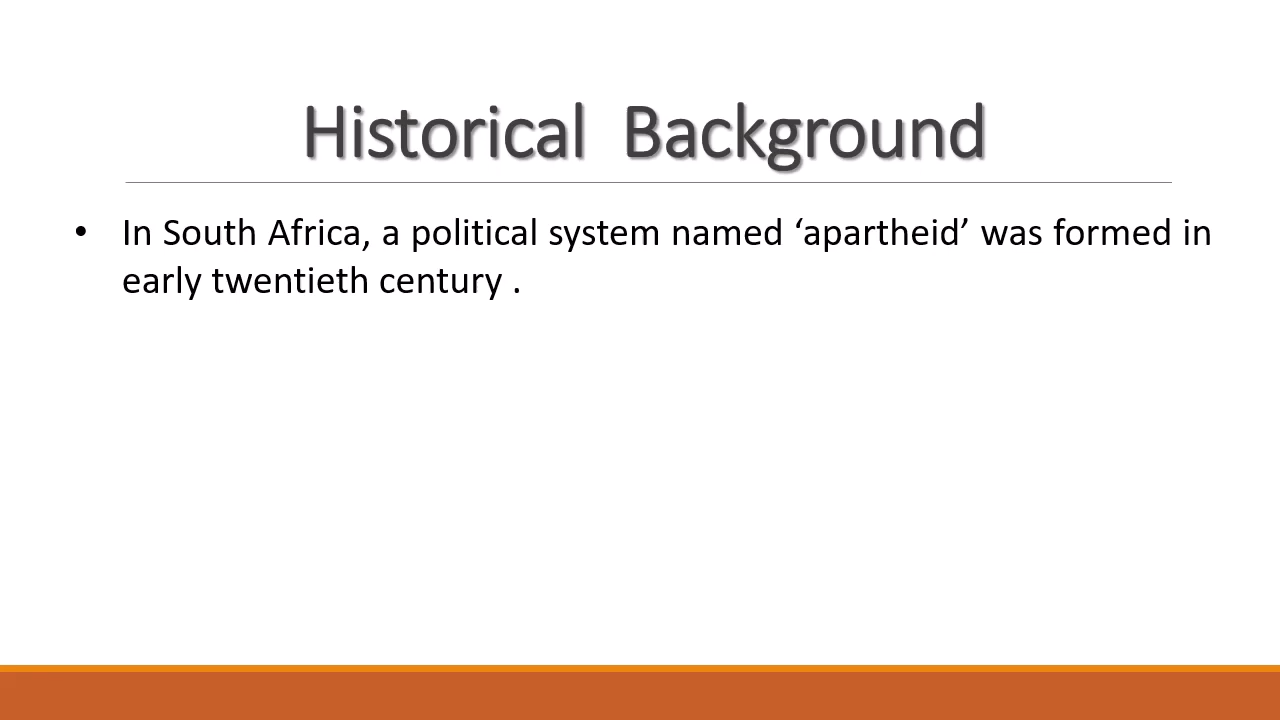 Historical Background
• In South Africa, a political system named ‘apartheid’ was formed in
early twentieth century .